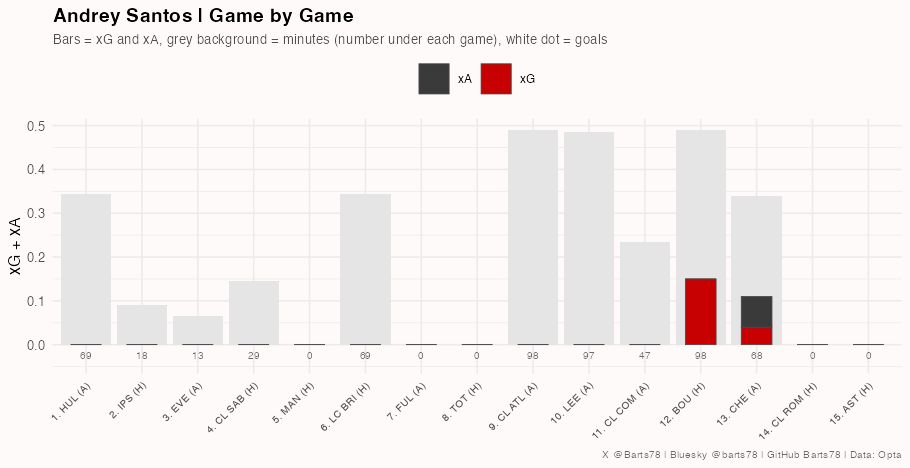 Andrey Santos | Game by Game
Bars = xG and xA, grey background = minutes (number under each game), white dot = goals
xA xG
xG + xA
0.5
0.4
0.3
0.2
0.1
0.0
69 18 13 29 0 69 0 0 98 97 47 98 68 0 0
1. HUL (A)
2. IPS (H)
3. EVE (A)
4. CL SAB (H)
5. MAN (H)
6. LC BRI (H)
7. FUL (A)
8. TOT (H)
9. CL ATL (A)
10. LEE (A)
11. CL COM (A)
12. BOU (H)
13. CHE (A)
14. CL ROM (H)
15. AST (H)
X @Barts78 | Bluesky @barts78 | GitHub Barts78 | Data: Opta